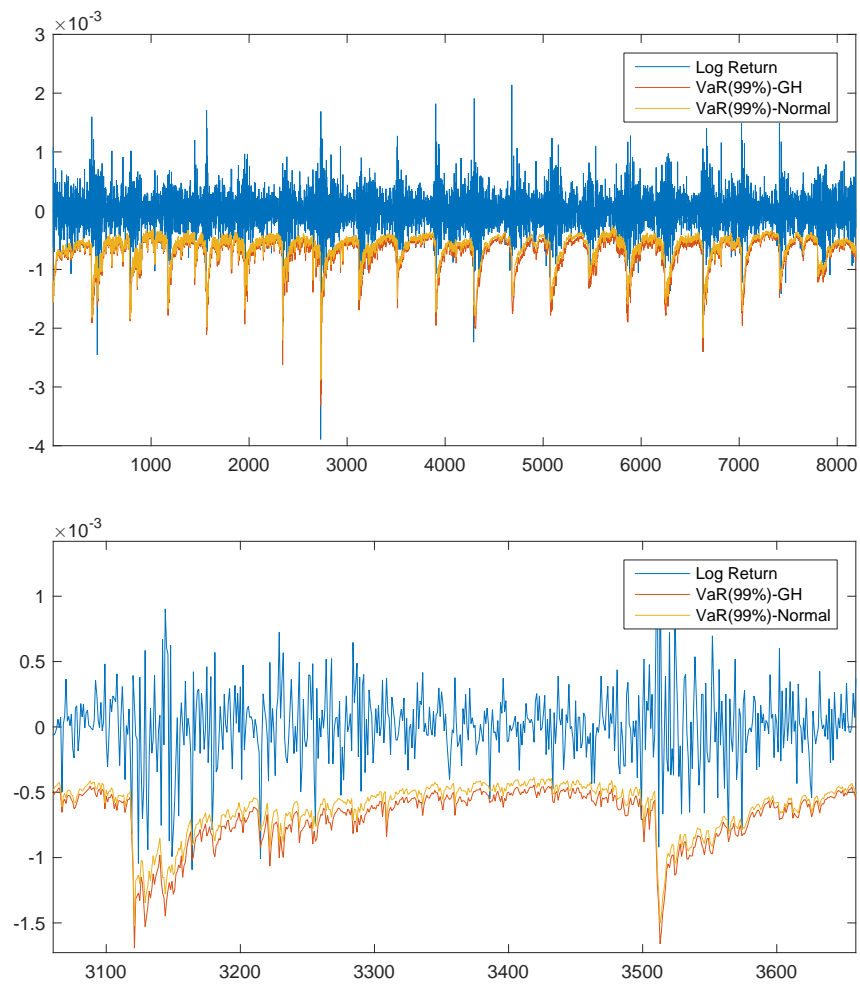 ×10-3
3
2
1
0
-1
-2
-3
-4
1000 2000 3000 4000 5000 6000 7000 8000
Log Return
VaR(99%)-GH
VaR(99%)-Normal
×10-3
1
0.5
0
-0.5
-1
-1.5
3100 3200 3300 3400 3500 3600
Log Return
VaR(99%)-GH
VaR(99%)-Normal